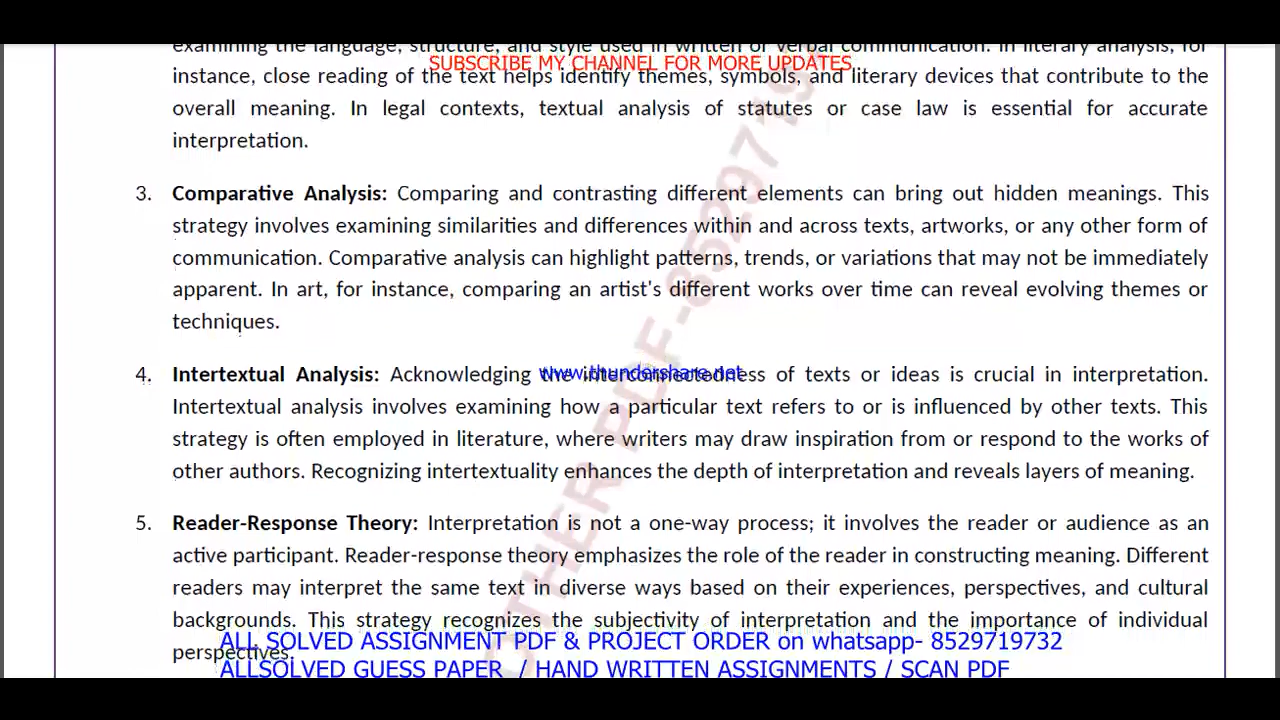 examining the language, structure, and style used in written or verbal communication. In literary analysis, for
SUBSCRIBE MY CHANNEL FOR MORE UPDATES
instance, close reading of the text helps identify themes, symbols, and literary devices that contribute to the
overall meaning. In legal contexts, textual analysis of statutes or case law is essential for accurate
interpretation.
3. Comparative Analysis: Comparing and contrasting different elements can bring out hidden meanings. This
strategy involves examining similarities and differences within and across texts, artworks, or any other form of
communication. Comparative analysis can highlight patterns, trends, or variations that may not be immediately
apparent. In art, for instance, comparing an artist's different works over time can reveal evolving themes or
techniques.
4. Intertextual Analysis: Acknowledging the interconnectedness of texts or ideas is crucial in interpretation.
www.thundershare.net
Intertextual analysis involves examining how a particular text refers to or is influenced by other texts. This
strategy is often employed in literature, where writers may draw inspiration from or respond to the works of
other authors. Recognizing intertextuality enhances the depth of interpretation and reveals layers of meaning.
5. Reader-Response Theory: Interpretation is not a one-way process; it involves the reader or audience as an
active participant. Reader-response theory emphasizes the role of the reader in constructing meaning. Different
readers may interpret the same text in diverse ways based on their experiences, perspectives, and cultural
backgrounds. This strategy recognizes the subjectivity of interpretation and the importance of individual
perspectives.
ALL SOLVED ASSIGNMENT PDF & PROJECT ORDER on whatsapp- 8529719732
ALLSOLVED GUESS PAPER / HAND WRITTEN ASSIGNMENTS / SCAN PDF
OTHER PDF-8529719